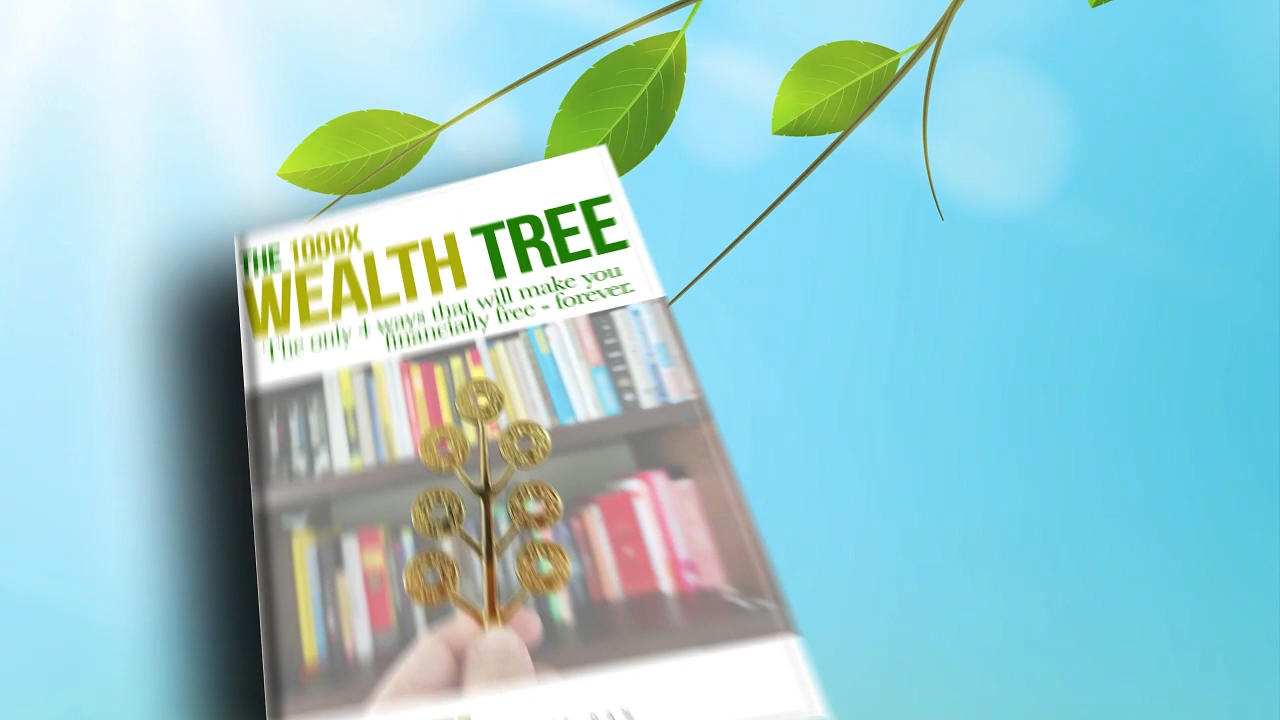 THE 1000X
WEALTH TREE
The only 4 ways that will make you
financially free - forever.